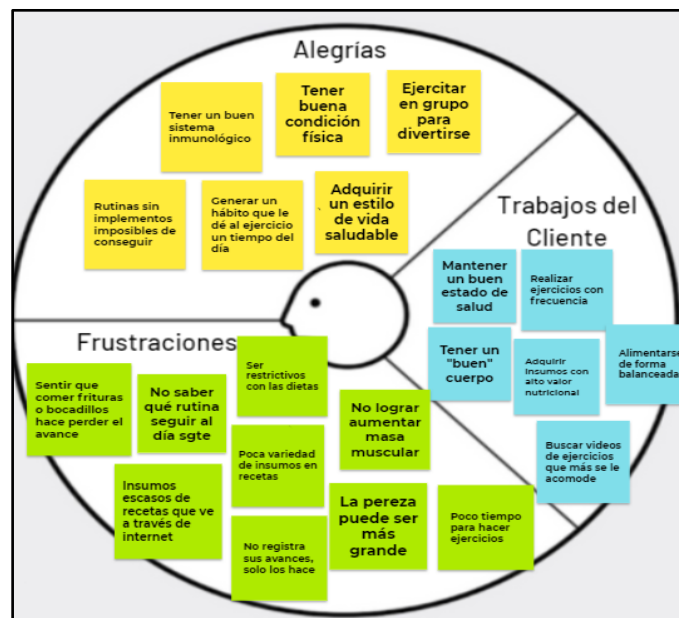 Alegrías
Tener un buen
sistema
inmunológico
Tener
buena
condición
física
Ejercitar
en grupo
para
divertirse
Rutinas sin
implementos
imposibles de
conseguir
Generar un
hábito que le
dé al ejercicio
un tiempo del
día
Adquirir
un estilo
de vida
saludable
Trabajos del
Cliente
Mantener
un buen
estado de
salud
Realizar
ejercicios con
frecuencia
Tener un
"buen"
cuerpo
Adquirir
insumos con
alto valor
nutricional
Alimentarse
de forma
balanceada
Buscar videos
de ejercicios
que más se le
acomode
Frustraciones
Sentir que
comer frituras
o bocadillos
hace perder el
avance
No saber
qué rutina
seguir al
día sgte
Ser
restrictivos
con las dietas
No lograr
aumentar
masa
muscular
Insumos
escasos de
recetas que ve
a través de
internet
Poca variedad
de insumos en
recetas
No registra
sus avances,
solo los hace
La pereza
puede ser
más
grande
Poco tiempo
para hacer
ejercicios